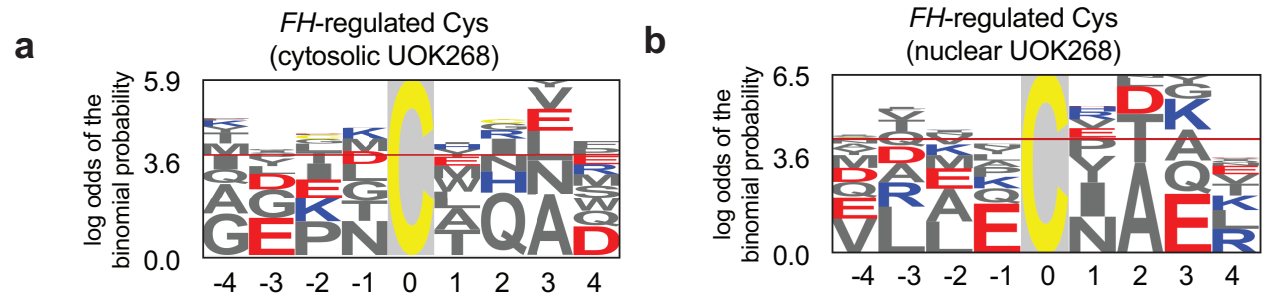 a
FH-regulated Cys
(cytosolic UOK268)
log odds of the
binomial probability
5.9
3.6
0.0
-4 -3 -2 -1 0 1 2 3 4
b
FH-regulated Cys
(nuclear UOK268)
log odds of the
binomial probability
6.5
3.6
0.0
-4 -3 -2 -1 0 1 2 3 4